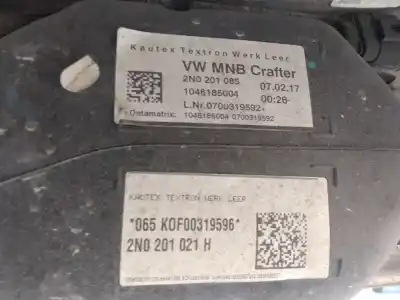 Kautex Textron Werk Leer
VW MNB Crafter
2N0 201 085 07.02.17
1046185004 00:26
L.Nr.0700319592+
Datamatrix: 1046185004 0700319592
KAUTEX TEXTRON WERK LEER
*065 KOF00319596*
2N0 201 021 H